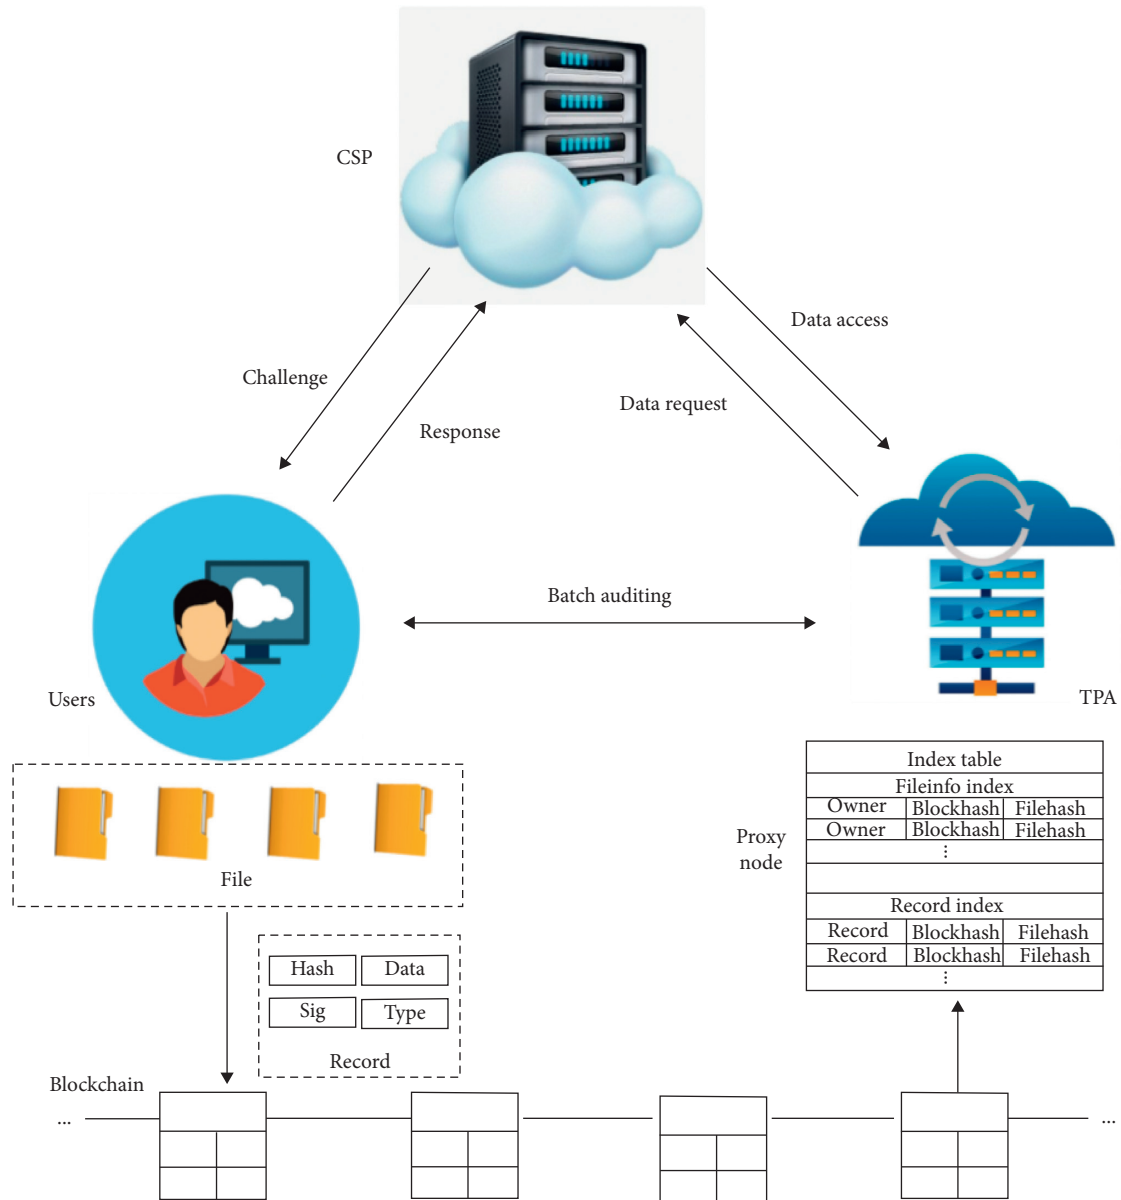 CSP
Data access
Challenge
Data request
Response
Batch auditing
Users
TPA
File
Proxy
node
Index table
Fileinfo index
Owner Blockhash Filehash
Owner Blockhash Filehash
⋮
Record index
Record Blockhash Filehash
Record Blockhash Filehash
⋮
Hash Data
Sig Type
Record
Blockchain
... ...